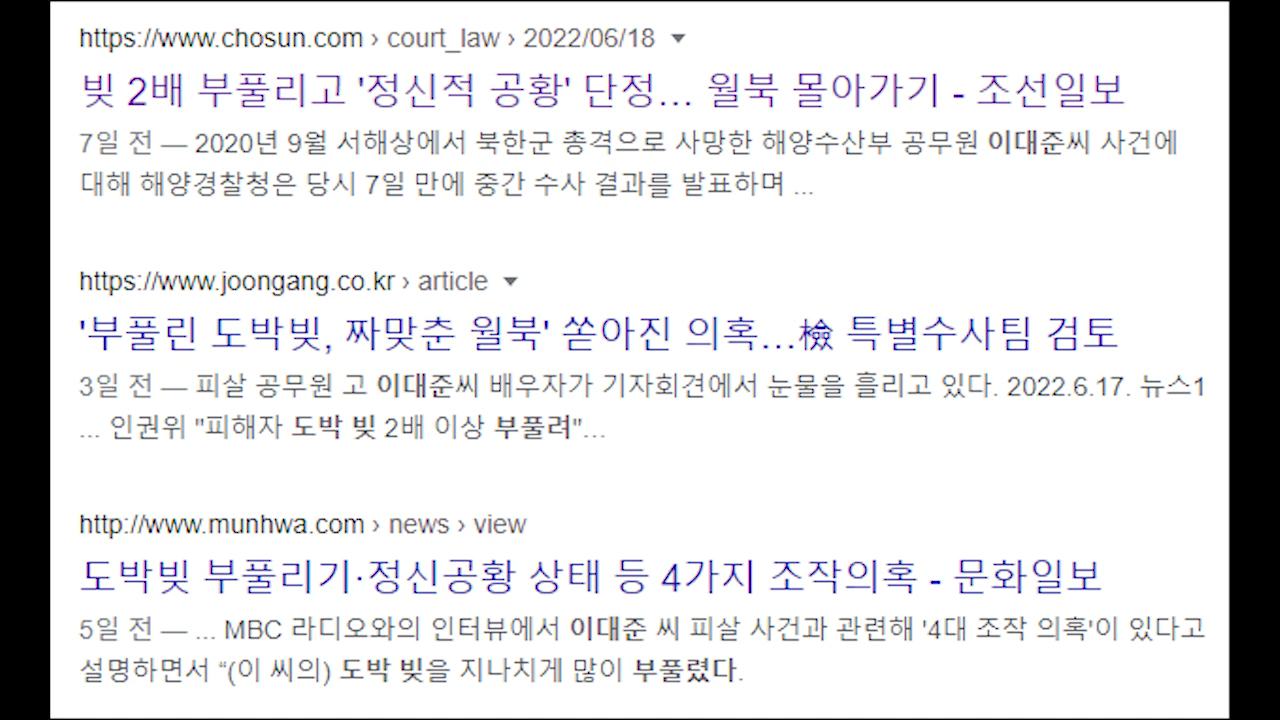 https://www.chosun.com › court_law › 2022/06/18
빚 2배 부풀리고 '정신적 공황' 단정... 월북 몰아가기 - 조선일보
7일 전 — 2020년 9월 서해상에서 북한군 총격으로 사망한 해양수산부 공무원 이대준씨 사건에
대해 해양경찰청은 당시 7일 만에 중간 수사 결과를 발표하며 ...
https://www.joongang.co.kr › article
'부풀린 도박빚, 짜맞춘 월북' 쏟아진 의혹…檢 특별수사팀 검토
3일 전 — 피살 공무원 고 이대준씨 배우자가 기자회견에서 눈물을 흘리고 있다. 2022.6.17. 뉴스1
... 인권위 "피해자 도박 빚 2배 이상 부풀려"...
http://www.munhwa.com › news › view
도박빚 부풀리기·정신공황 상태 등 4가지 조작의혹 - 문화일보
5일 전 — ... MBC 라디오와의 인터뷰에서 이대준 씨 피살 사건과 관련해 '4대 조작 의혹'이 있다고
설명하면서 “(이 씨의) 도박 빚을 지나치게 많이 부풀렸다.